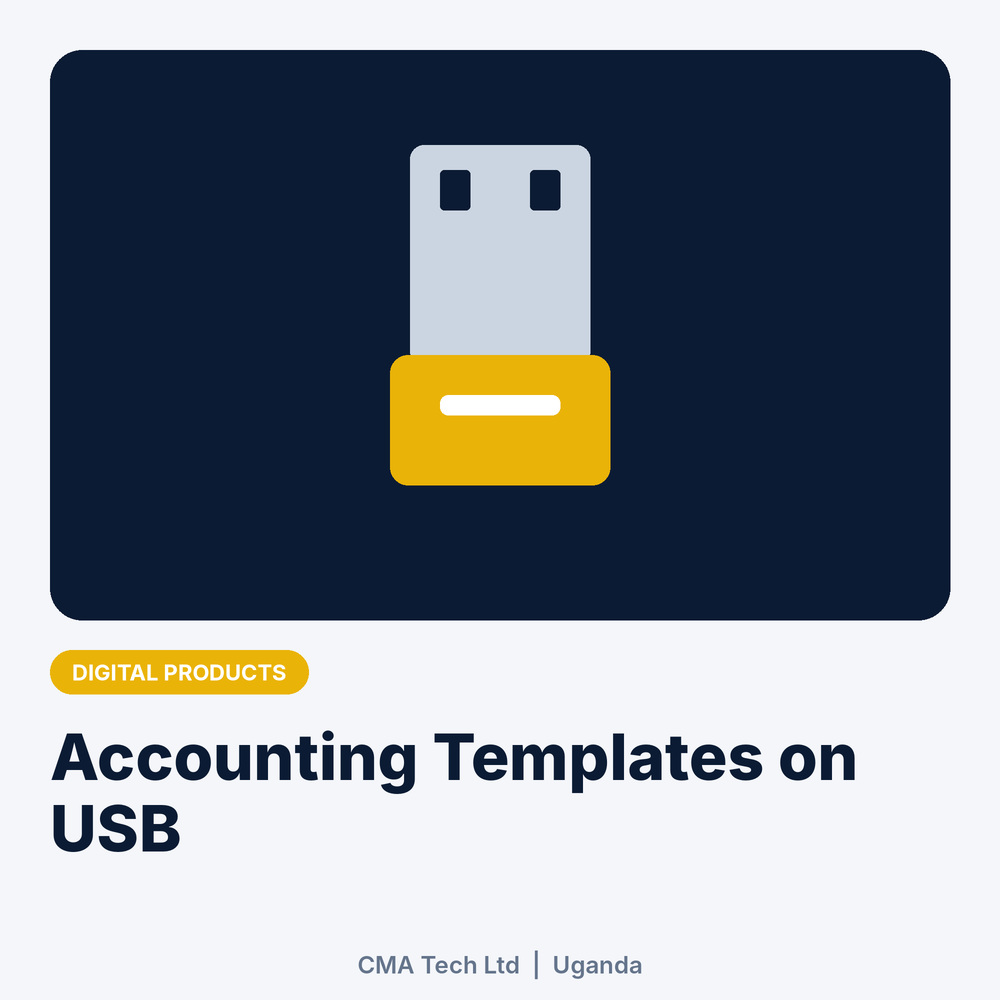 DIGITAL PRODUCTS
Accounting Templates on
USB
CMA Tech Ltd | Uganda